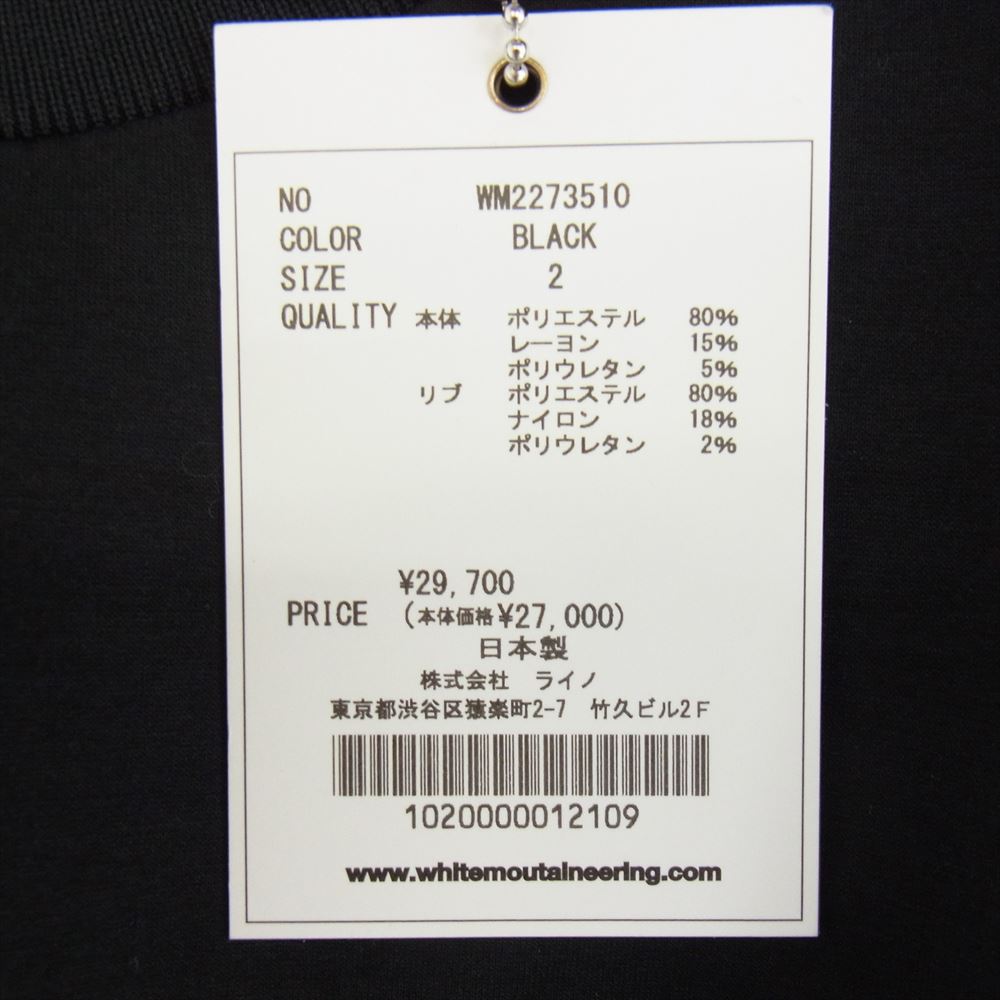 NO WM2273510
COLOR BLACK
SIZE 2
QUALITY 本体 ポリエステル 80%
レーヨン 15%
ポリウレタン 5%
リブ ポリエステル 80%
ナイロン 18%
ポリウレタン 2%
¥29,700
PRICE (本体価格¥27,000)
日本製
株式会社 ライノ
東京都渋谷区猿楽町2-7 竹久ビル2F
1020000012109
www.whitemoutaineering.com